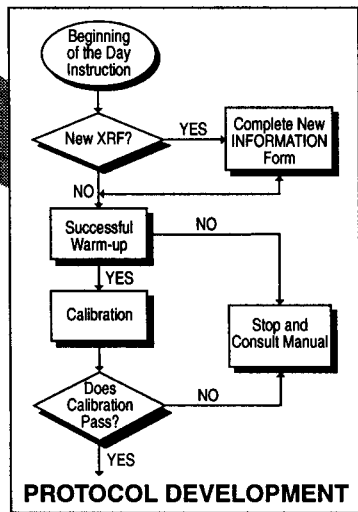 Beginning
of the Day
Instruction
New XRF?
YES
Complete New
INFORMATION
Form
NO
Successful
Warm-up
NO
YES
Calibration
Stop and
Consult Manual
Does
Calibration
Pass?
NO
YES
PROTOCOL DEVELOPMENT